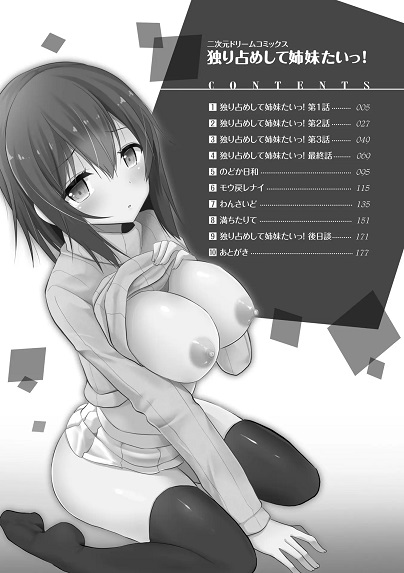 二次元ドリームコミックス
独り占めして姉妹たいっ!
CONTENTS
1 独り占めして姉妹たいっ! 第1話 ………… 005
2 独り占めして姉妹たいっ! 第2話 ………… 027
3 独り占めして姉妹たいっ! 第3話 ………… 049
4 独り占めして姉妹たいっ! 最終話 ………… 069
5 のどか日和 ………… 095
6 モウ戻レナイ ………… 115
7 わんさいど ………… 135
8 満ちたりて ………… 151
9 独り占めして姉妹たいっ! 後日談 ………… 171
10 あとがき ………… 177